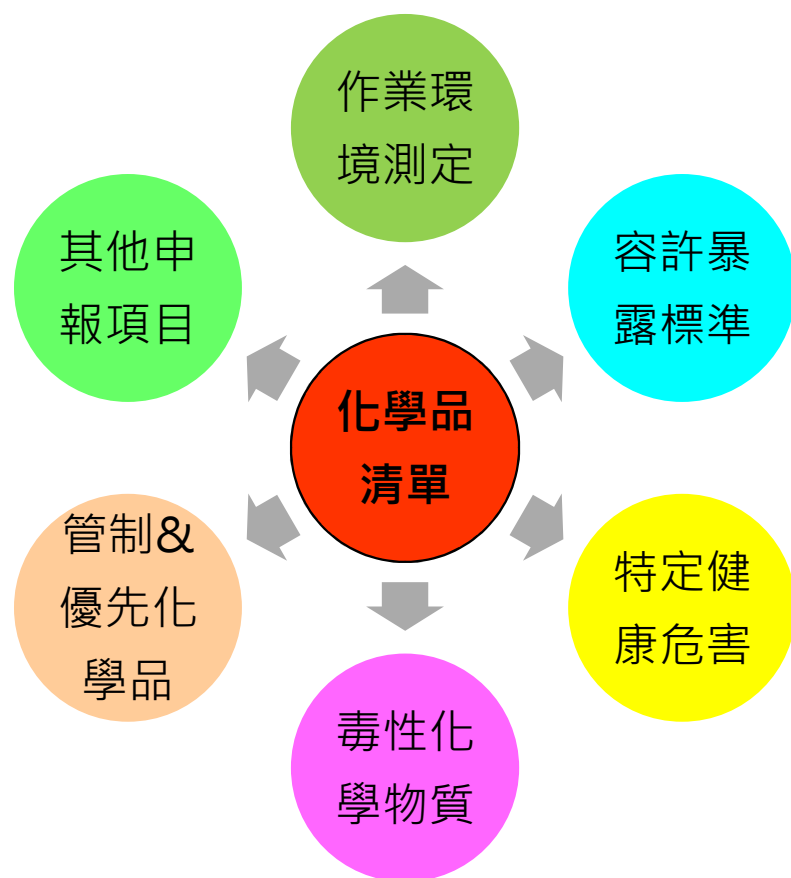 作業環
境測定
其他申
報項目
容許暴
露標準
化學品
清單
管制&
優先化
學品
特定健
康危害
毒性化
學物質